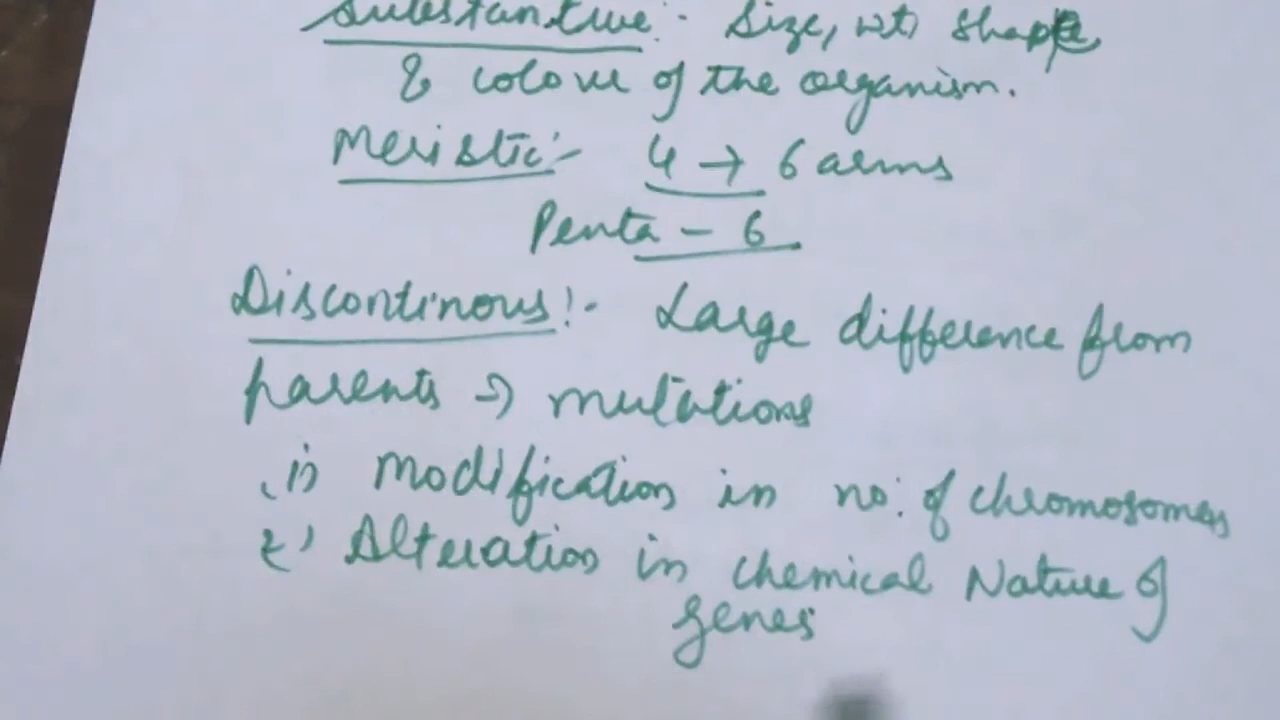 Substantive:- Size, wt, shape
& colour of the organism.
Meristic:- 4 → 6 arms
Penta - 6
Discontinous:- Large difference from
parents → mutations
1) Modification in no: of chromosomes
2) Alteration in chemical Nature of
genes